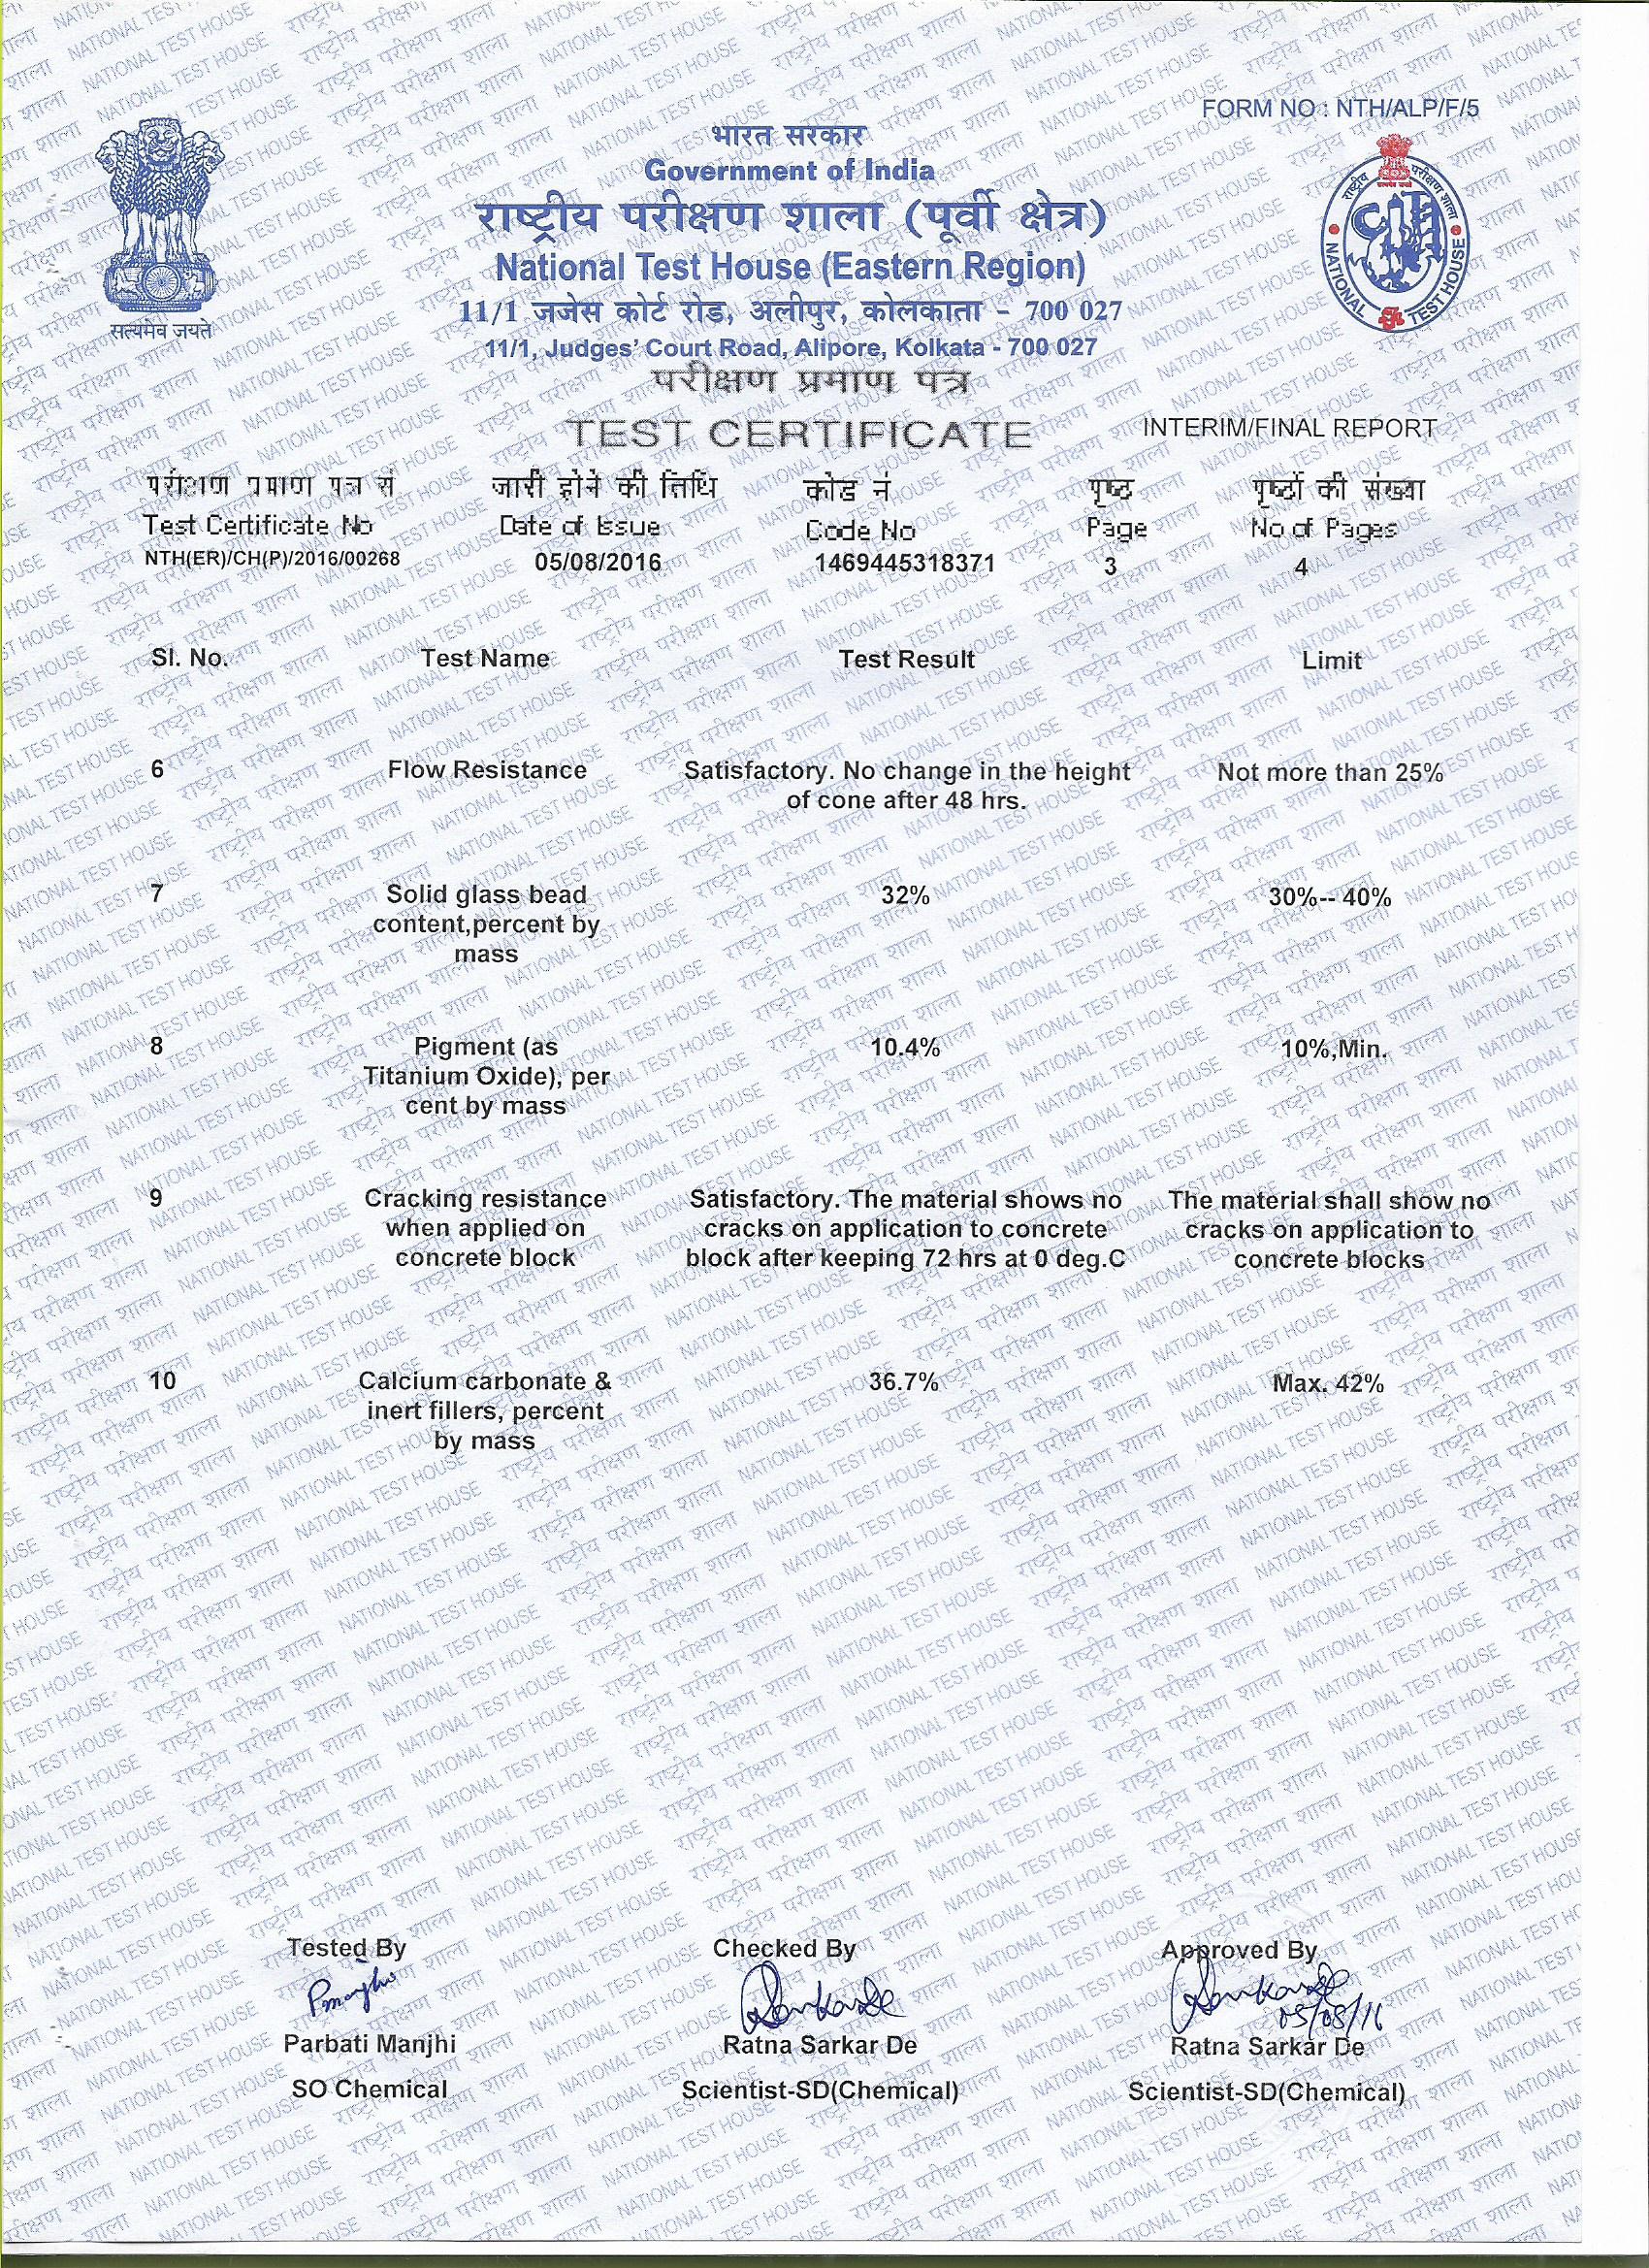 FORM NO : NTH/ALP/F/5
भारत सरकार
Government of India
राष्ट्रीय परीक्षण शाला (पूर्वी क्षेत्र)
National Test House (Eastern Region)
11/1 जजेस कोर्ट रोड, अलीपुर, कोलकाता - 700 027
11/1, Judges' Court Road, Alipore, Kolkata - 700 027
सत्यमेव जयते
राष्ट्रीय परीक्षण शाला
NATIONAL TEST HOUSE
परीक्षण प्रमाण पत्र
TEST CERTIFICATE
INTERIM/FINAL REPORT
परीक्षण प्रमाण पत्र सं जारी होने की तिथि कोड नं पृष्ठ पृष्ठों की संख्या
Test Certificate No Date of Issue Code No Page No of Pages
NTH(ER)/CH(P)/2016/00268 05/08/2016 1469445318371 3 4
Sl. No. Test Name Test Result Limit
6 Flow Resistance Satisfactory. No change in the height Not more than 25%
of cone after 48 hrs.
7 Solid glass bead 32% 30%-- 40%
content,percent by
mass
8 Pigment (as 10.4% 10%,Min.
Titanium Oxide), per
cent by mass
9 Cracking resistance Satisfactory. The material shows no The material shall show no
when applied on cracks on application to concrete cracks on application to
concrete block block after keeping 72 hrs at 0 deg.C concrete blocks
10 Calcium carbonate & 36.7% Max. 42%
inert fillers, percent
by mass
Tested By Checked By Approved By
05/08/16
Parbati Manjhi Ratna Sarkar De Ratna Sarkar De
SO Chemical Scientist-SD(Chemical) Scientist-SD(Chemical)